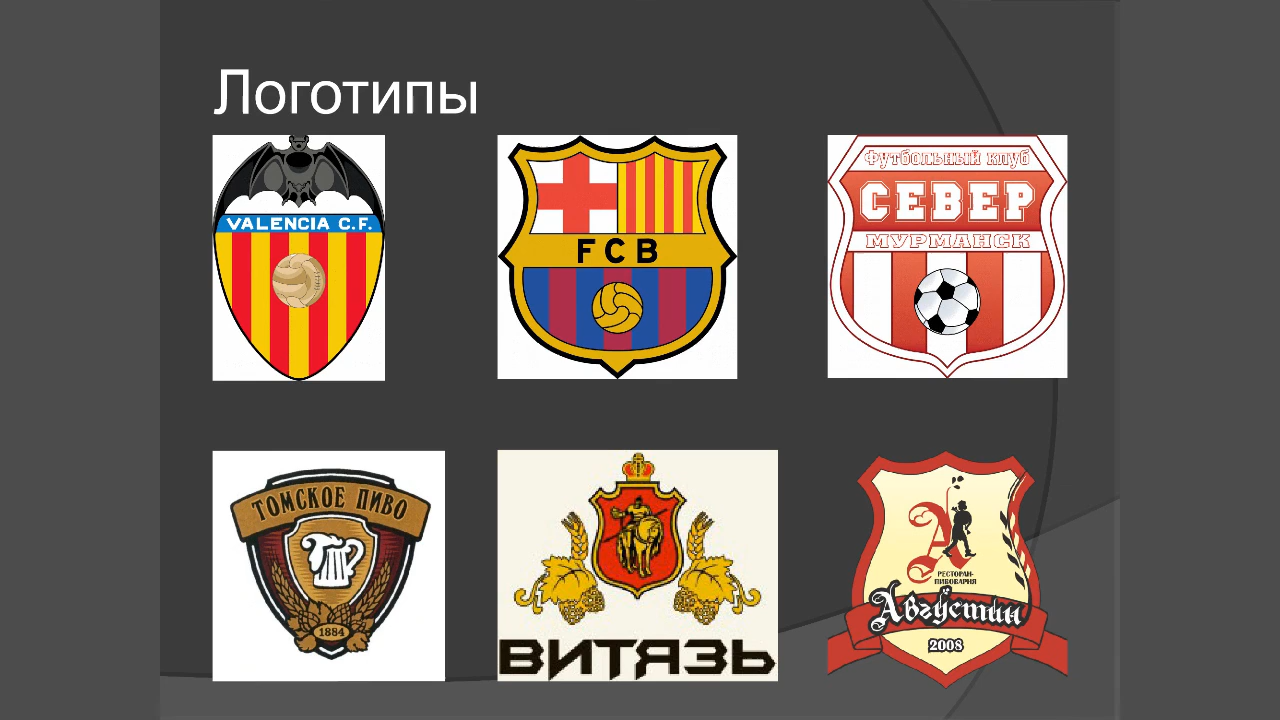 Логотипы
VALENCIA C.F.
FCB
Футбольный клуб
СЕВЕР
МУРМАНСК
ТОМСКОЕ ПИВО
1884
ВИТЯЗЬ
А
РЕСТОРАН-
ПИВОВАРНЯ
Августин
2008